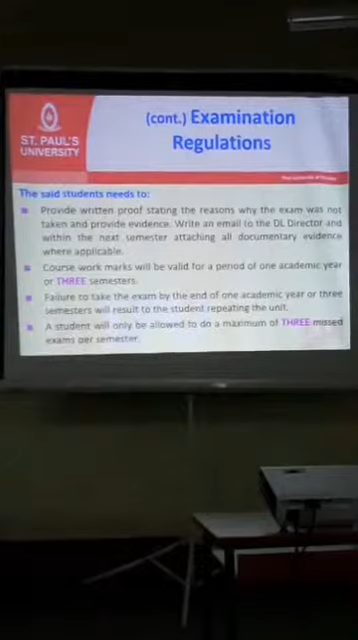 ST. PAUL'S
UNIVERSITY
(cont.) Examination
Regulations
The said students needs to:
Provide written proof stating the reasons why the exam was not
taken and provide evidence. Write an email to the DL Director and
within the next semester attaching all documentary evidence
where applicable.
Course work marks will be valid for a period of one academic year
or THREE semesters.
Failure to take the exam by the end of one academic year or three
semesters will result to the student repeating the unit.
A student will only be allowed to do a maximum of THREE missed
exams per semester.